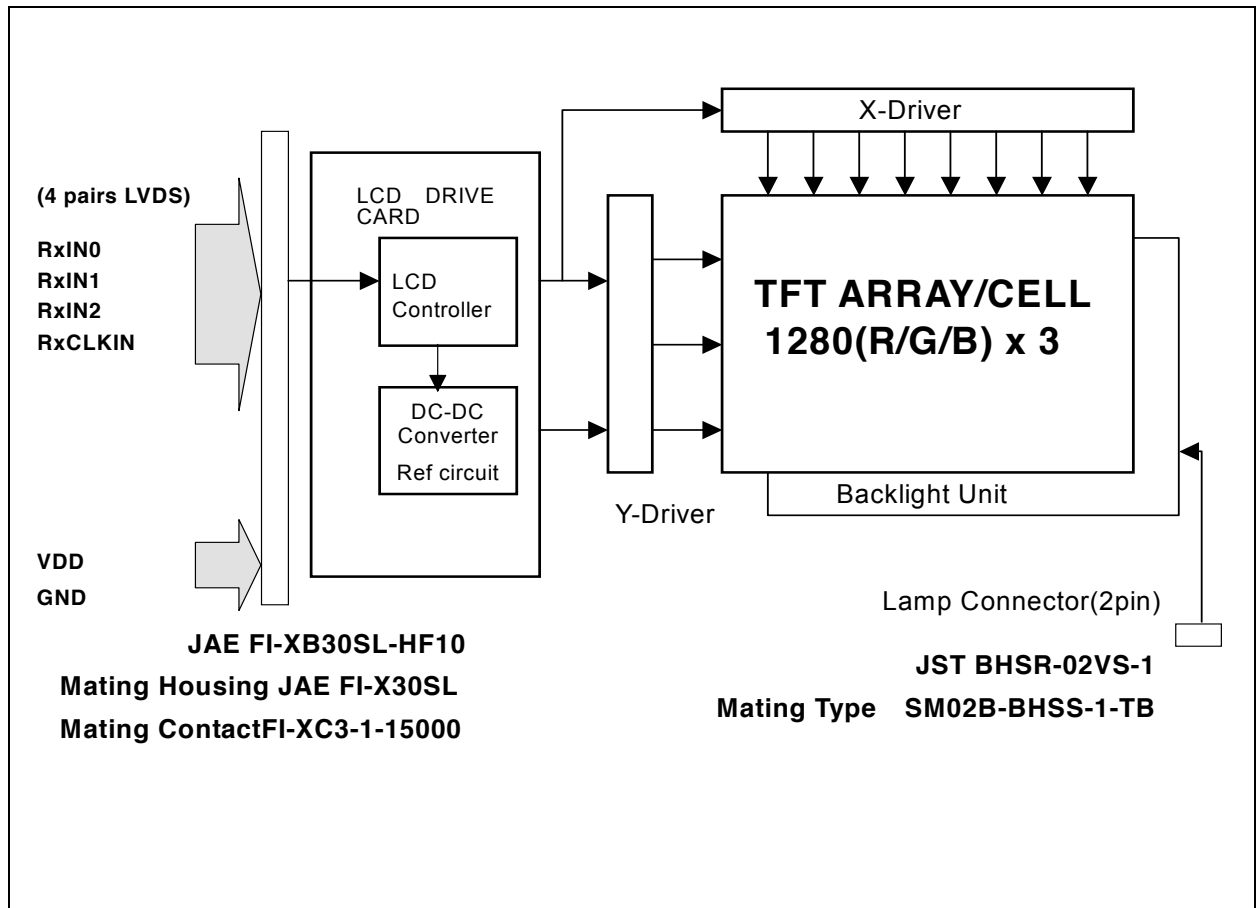 X-Driver
(4 pairs LVDS)
RxIN0
RxIN1
RxIN2
RxCLKIN
LCD DRIVE
CARD
LCD
Controller
DC-DC
Converter
Ref circuit
TFT ARRAY/CELL
1280(R/G/B) x 3
Backlight Unit
Y-Driver
VDD
GND
JAE FI-XB30SL-HF10
Mating Housing JAE FI-X30SL
Mating ContactFI-XC3-1-15000
Lamp Connector(2pin)
JST BHSR-02VS-1
Mating Type SM02B-BHSS-1-TB